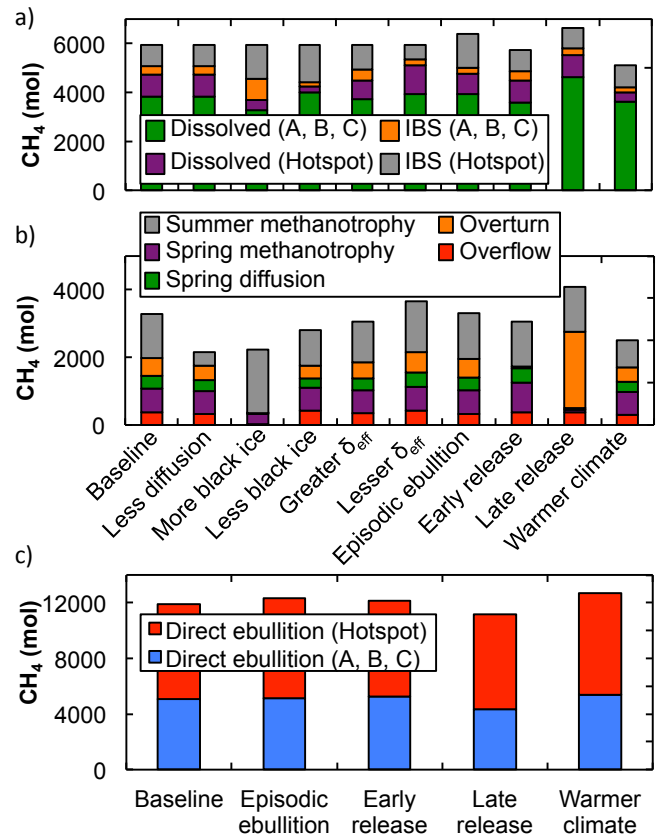 a)
CH₄ (mol)
6000
4000
2000
0
Dissolved (A, B, C)
IBS (A, B, C)
Dissolved (Hotspot)
IBS (Hotspot)
b)
Summer methanotrophy
Overturn
Spring methanotrophy
Overflow
Spring diffusion
CH₄ (mol)
4000
2000
0
Baseline
Less diffusion
More black ice
Less black ice
Greater δeff
Lesser δeff
Episodic ebullition
Early release
Late release
Warmer climate
c)
CH₄ (mol)
12000
8000
4000
0
Direct ebullition (Hotspot)
Direct ebullition (A, B, C)
Baseline
Episodic ebullition
Early release
Late release
Warmer climate